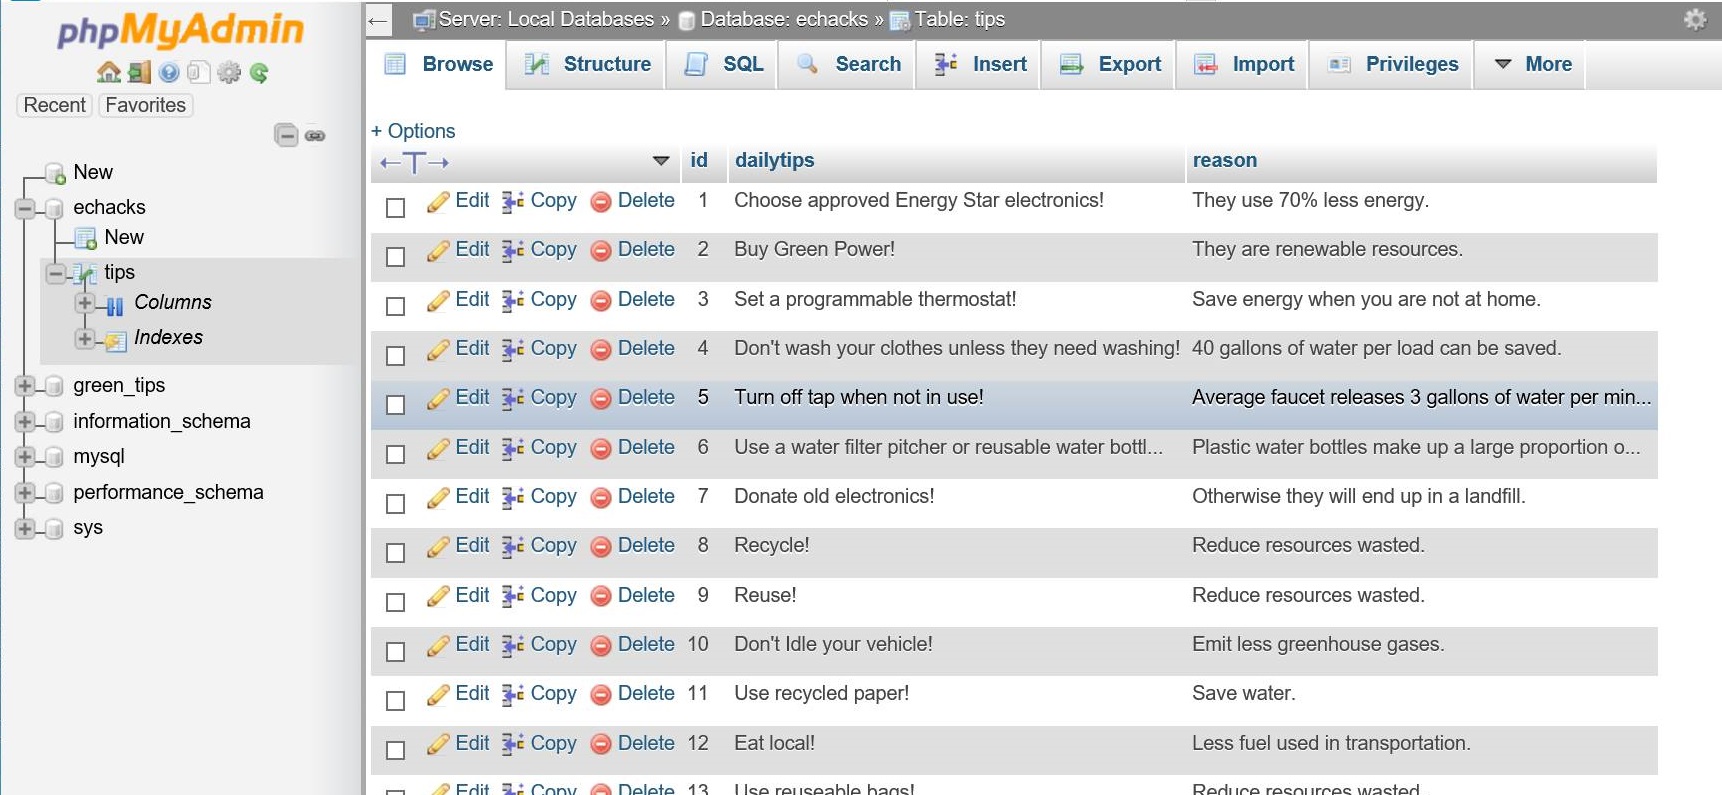 phpMyAdmin
Recent Favorites
New
echacks
New
tips
Columns
Indexes
green_tips
information_schema
mysql
performance_schema
sys
Server: Local Databases » Database: echacks » Table: tips
Browse Structure SQL Search Insert Export Import Privileges More
+ Options
←T→ id dailytips reason
Edit Copy Delete 1 Choose approved Energy Star electronics! They use 70% less energy.
Edit Copy Delete 2 Buy Green Power! They are renewable resources.
Edit Copy Delete 3 Set a programmable thermostat! Save energy when you are not at home.
Edit Copy Delete 4 Don't wash your clothes unless they need washing! 40 gallons of water per load can be saved.
Edit Copy Delete 5 Turn off tap when not in use! Average faucet releases 3 gallons of water per min...
Edit Copy Delete 6 Use a water filter pitcher or reusable water bottl... Plastic water bottles make up a large proportion o...
Edit Copy Delete 7 Donate old electronics! Otherwise they will end up in a landfill.
Edit Copy Delete 8 Recycle! Reduce resources wasted.
Edit Copy Delete 9 Reuse! Reduce resources wasted.
Edit Copy Delete 10 Don't Idle your vehicle! Emit less greenhouse gases.
Edit Copy Delete 11 Use recycled paper! Save water.
Edit Copy Delete 12 Eat local! Less fuel used in transportation.
Edit Copy Delete 13 Use reuseable bags! Reduce resources wasted.